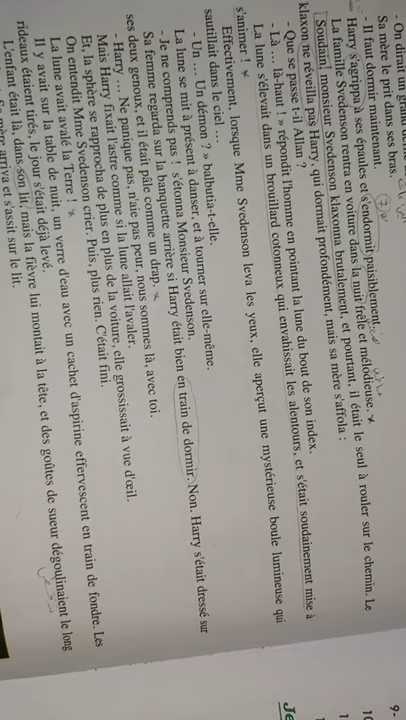 - On dirait un grand
Sa mère le prit dans ses bras.
- Il faut dormir maintenant.
Harry s'agrippa à ses épaules et s'endormit paisiblement.
La famille Svedenson rentra en voiture dans la nuit frêle et mélodieuse.
Soudain, monsieur Svedenson klaxonna brutalement, et pourtant, il était le seul à rouler sur le chemin. Le
klaxon ne réveilla pas Harry, qui dormait profondément, mais sa mère s'affola :
- Que se passe t-il Allan ?
- Là … là-haut ! » répondit l'homme en pointant la lune du bout de son index.
La lune s'élevait dans un brouillard cotonneux qui envahissait les alentours, et s'était soudainement mise à
s'animer !
Effectivement, lorsque Mme Svedenson leva les yeux, elle aperçut une mystérieuse boule lumineuse qui
sautillait dans le ciel …
- Un … Un démon ? » balbutia-t-elle.
La lune se mit à présent à danser, et à tourner sur elle-même.
- Je ne comprends pas ! s'étonna Monsieur Svedenson.
Sa femme regarda sur la banquette arrière si Harry était bien en train de dormir. Non. Harry s'était dressé sur
ses deux genoux, et il était pâle comme un drap.
- Harry … Ne panique pas, n'aie pas peur, nous sommes là, avec toi.
Mais Harry fixait l'astre comme si la lune allait l'avaler.
Et, la sphère se rapprocha de plus en plus de la voiture, elle grossissait à vue d'œil.
On entendit Mme Svedenson crier. Puis, plus rien. C'était fini.
La lune avait avalé la Terre !
Il y avait sur la table de nuit, un verre d'eau avec un cachet d'aspirine effervescent en train de fondre. Les
rideaux étaient tirés, le jour s'était déjà levé.
L'enfant était là, dans son lit, mais la fièvre lui montait à la tête, et des goûtes de sueur dégoulinaient le long
mère arriva et s'assit sur le lit.
9-
10
1
1
Je